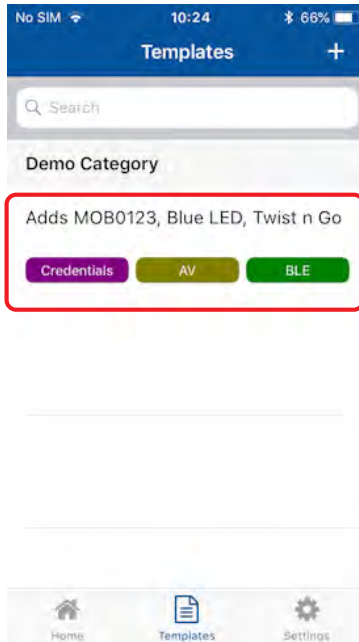 No SIM 10:24 66%
Templates +
Search
Demo Category
Adds MOB0123, Blue LED, Twist n Go
Credentials AV BLE
Home Templates Settings